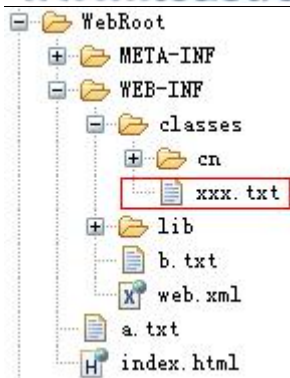 WebRoot
META-INF
WEB-INF
classes
cn
xxx.txt
lib
b.txt
web.xml
a.txt
index.html